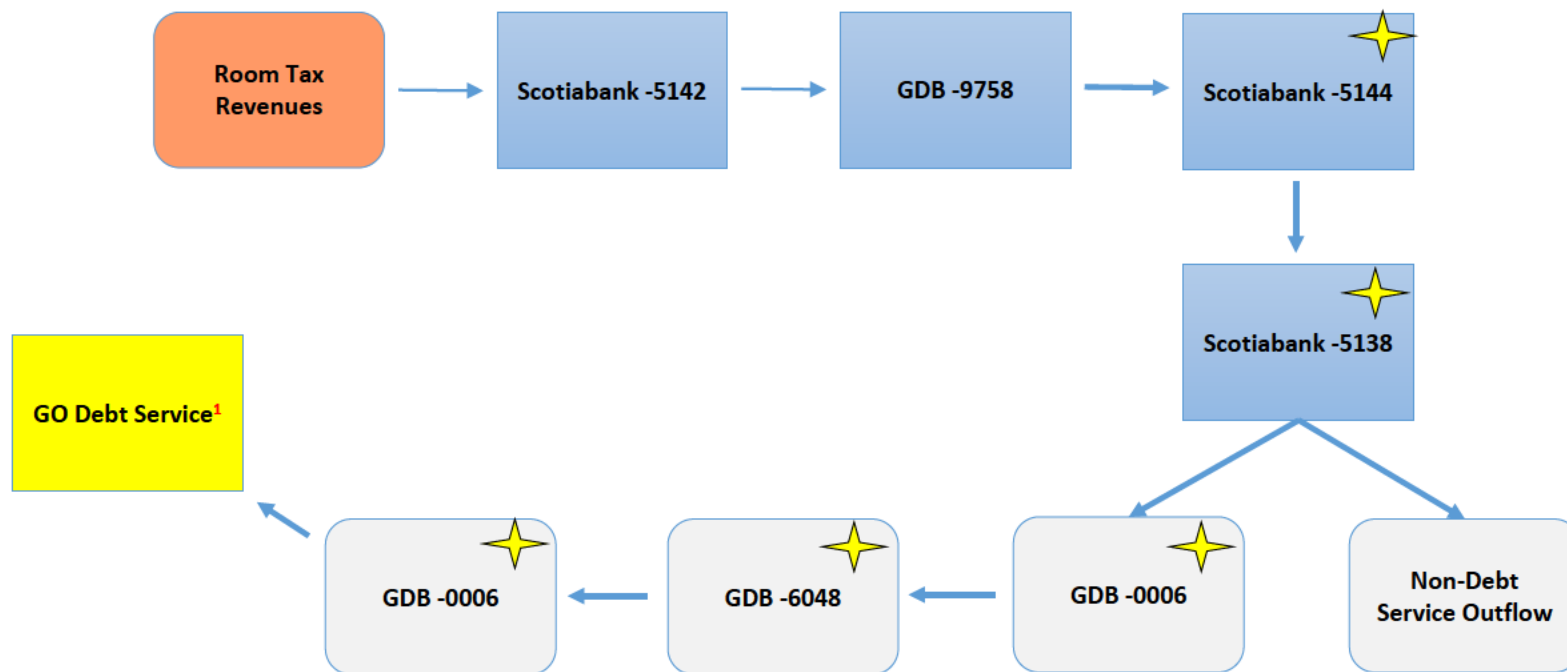 Room Tax
Revenues
Scotiabank -5142
GDB -9758
Scotiabank -5144
Scotiabank -5138
GO Debt Service¹
GDB -0006
GDB -6048
GDB -0006
Non-Debt
Service Outflow